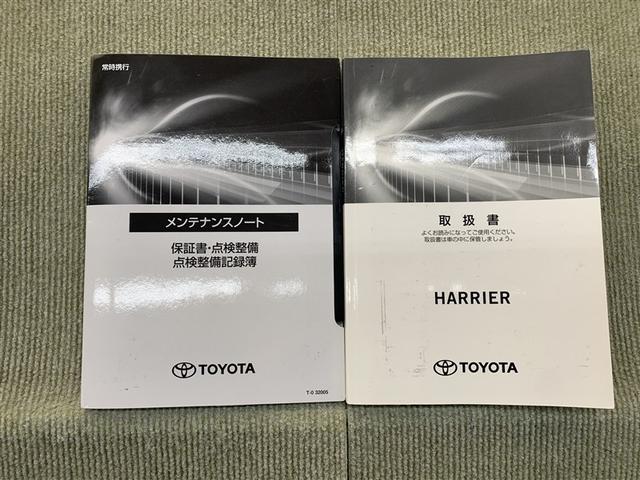 常時携行
メンテナンスノート
保証書・点検整備
点検整備記録簿
TOYOTA
T-0 32005
取扱書
よくお読みになってご使用ください。
取扱書は車の中に保管しましょう。
HARRIER
TOYOTA